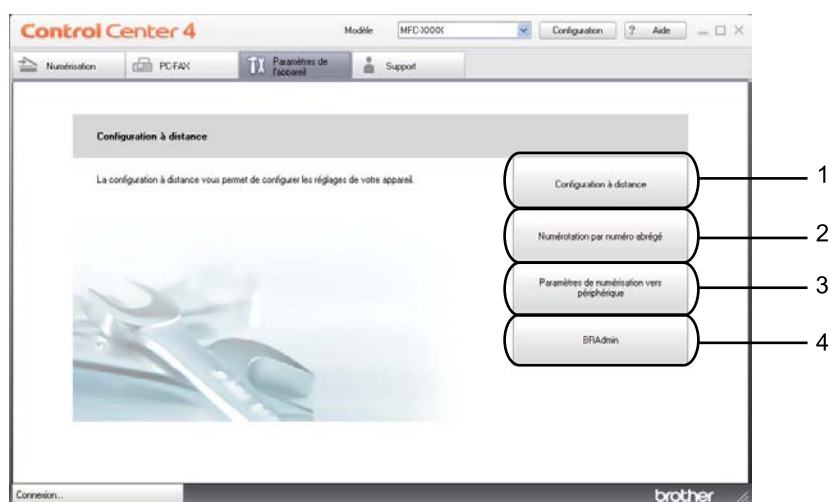 ControlCenter 4
Modèle
MFC-XXXX
Configuration
? Aide
Numérisation
PC-FAX
Paramètres de
l'appareil
Support
Configuration à distance
La configuration à distance vous permet de configurer les réglages de votre appareil.
Configuration à distance
1
Numérotation par numéro abrégé
2
Paramètres de numérisation vers
périphérique
3
BRAdmin
4
Connexion...
brother